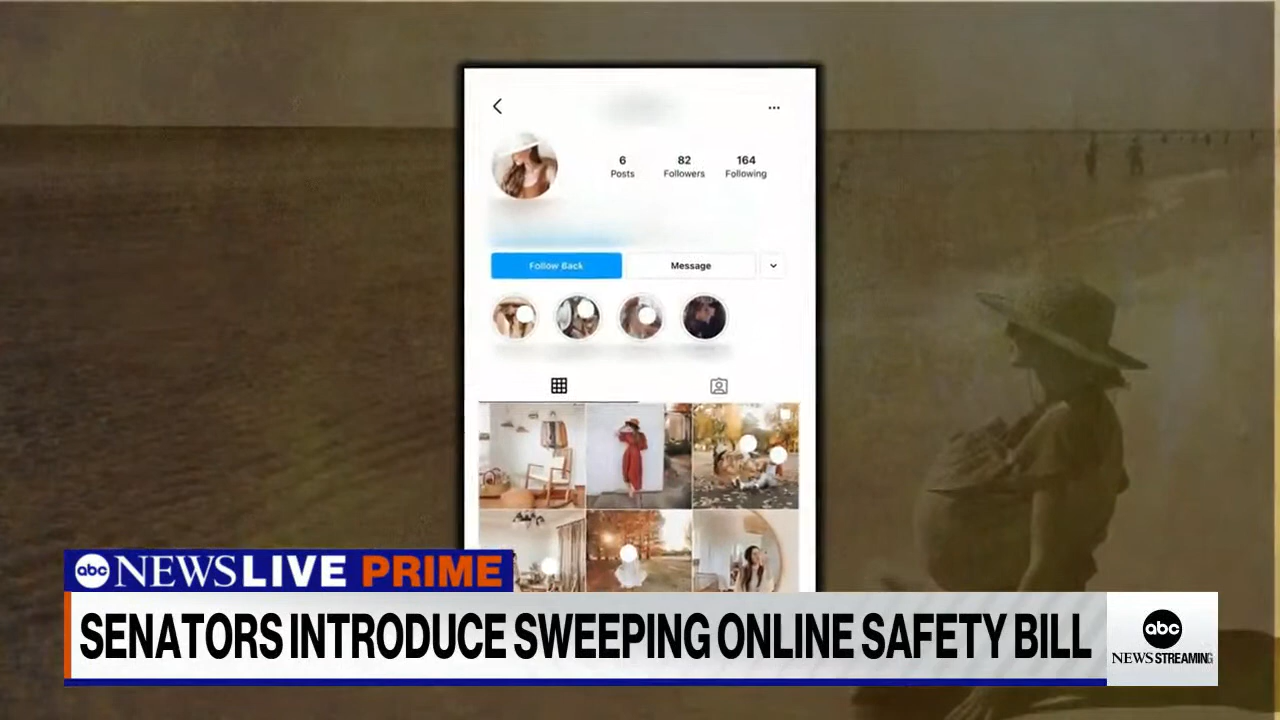 6 82 164
Posts Followers Following
Follow Back Message
abc NEWS LIVE PRIME
SENATORS INTRODUCE SWEEPING ONLINE SAFETY BILL
abc
NEWS STREAMING